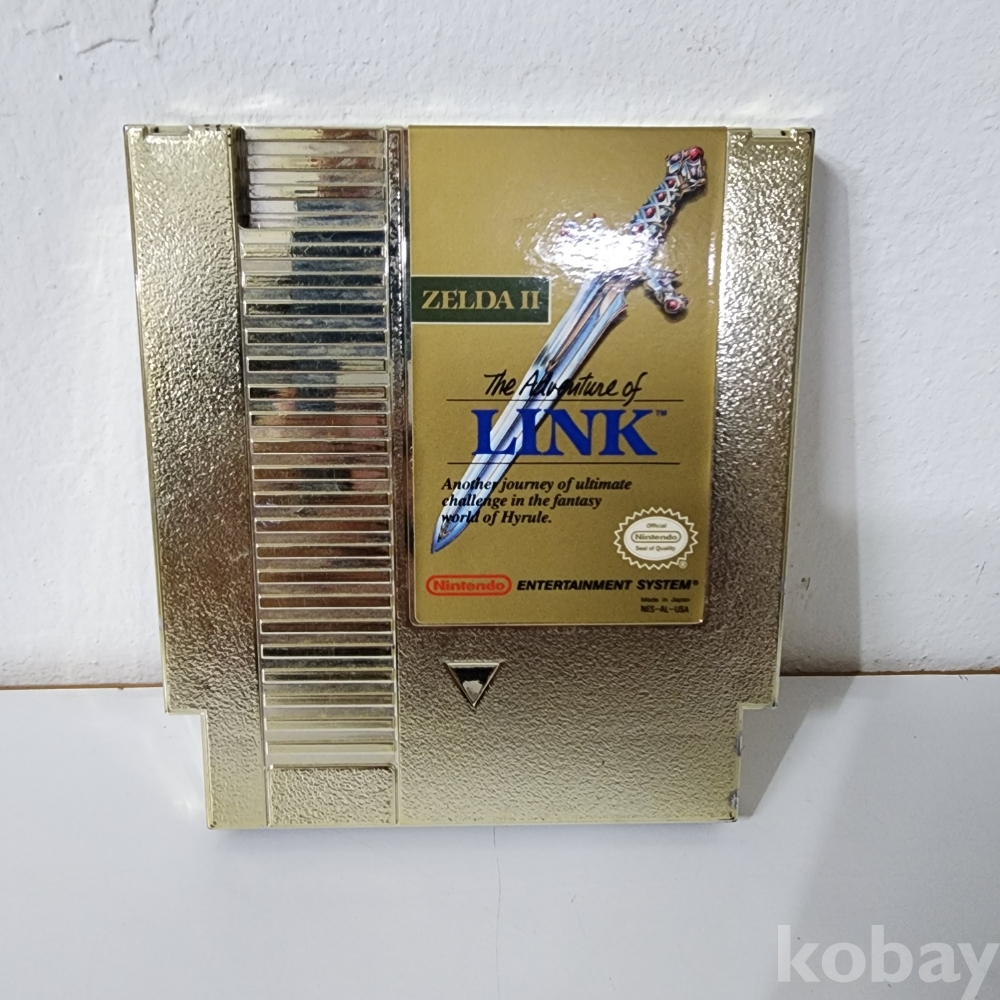 ZELDA II
The Adventure of
LINK™
Another journey of ultimate
challenge in the fantasy
world of Hyrule.
Official
Nintendo
Seal of Quality
®
Nintendo ENTERTAINMENT SYSTEM®
Made in Japan
NES-AL-USA
kobay